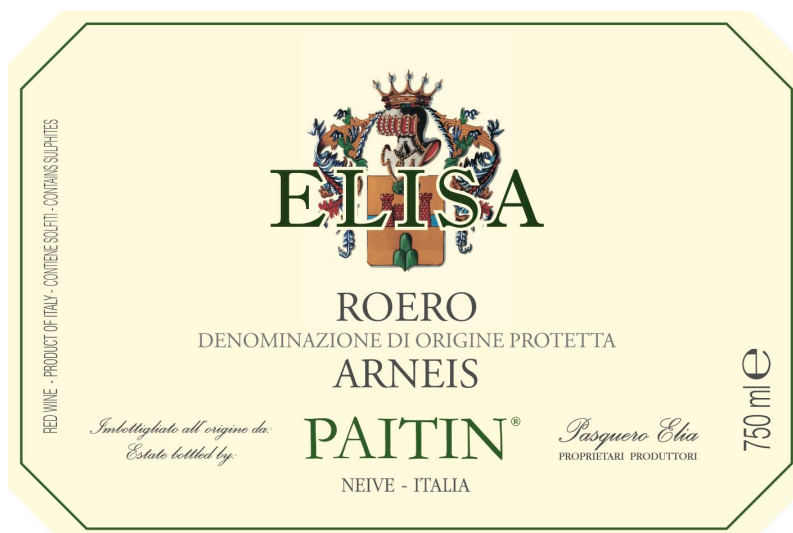 ELISA
ROERO
DENOMINAZIONE DI ORIGINE PROTETTA
ARNEIS
Imbottigliato all'origine da:
Estate bottled by:
PAITIN®
NEIVE - ITALIA
Pasquero Elia
PROPRIETARI PRODUTTORI
RED WINE - PRODUCT OF ITALY - CONTIENE SOLFITI - CONTAINS SULPHITES
750 ml e